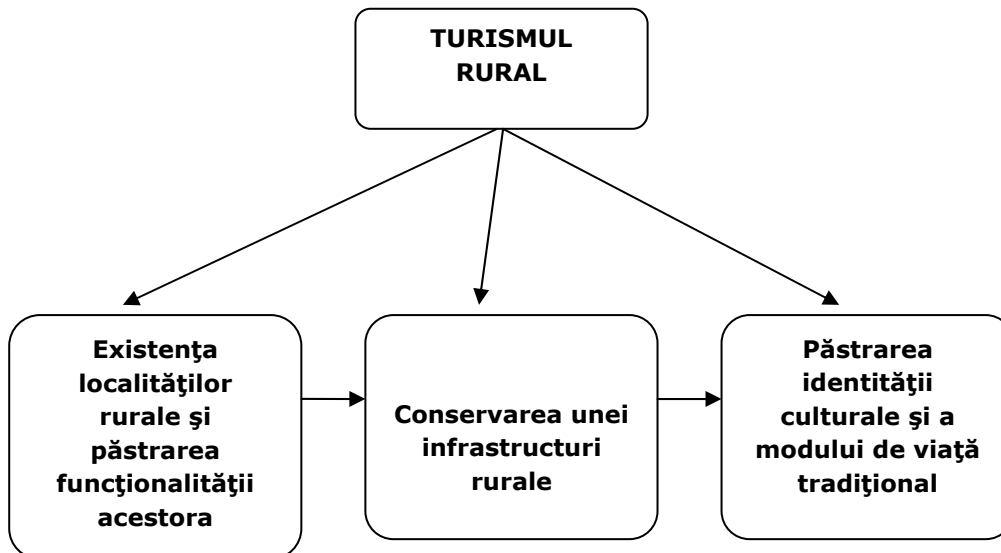 TURISMUL
RURAL
Existenţa
localităţilor
rurale şi
păstrarea
funcţionalităţii
acestora
Conservarea unei
infrastructuri
rurale
Păstrarea
identităţii
culturale şi a
modului de viaţă
tradiţional